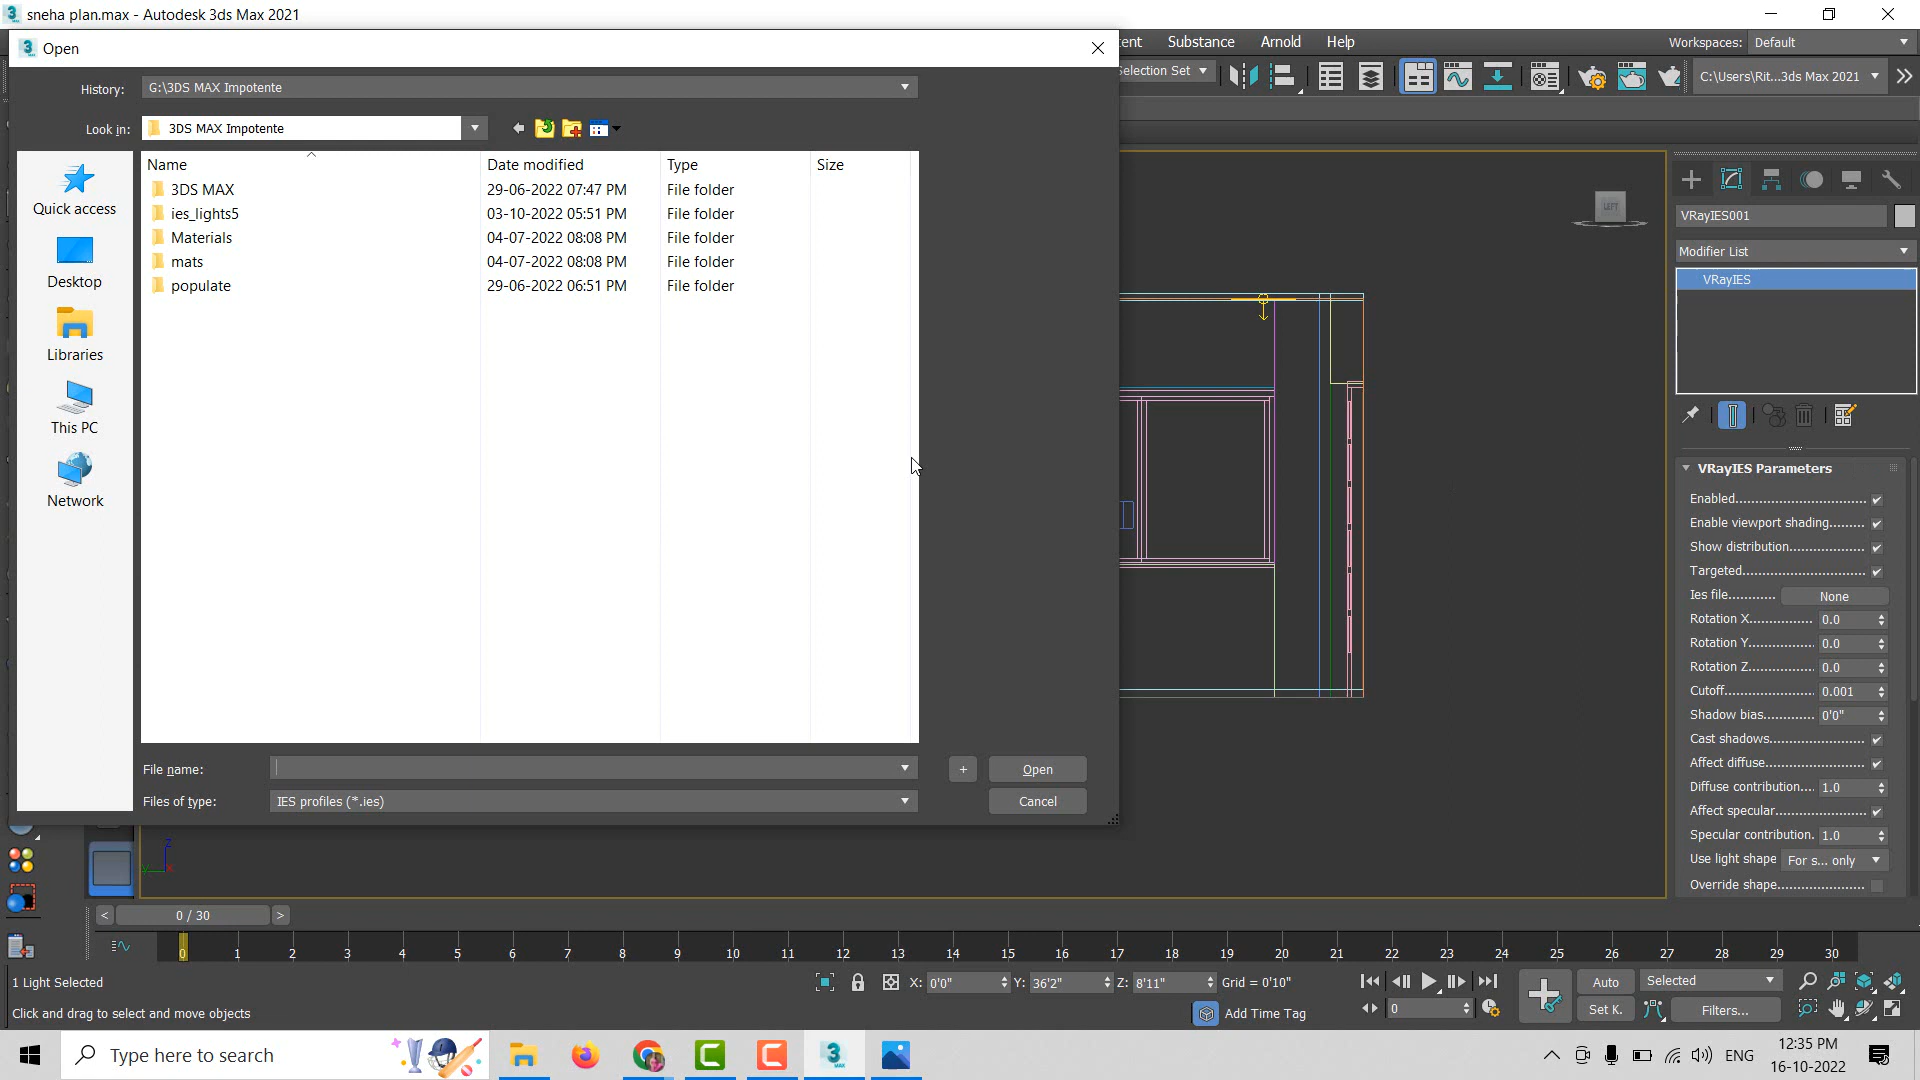 sneha plan.max - Autodesk 3ds Max 2021
Open
Substance
Arnold
Help
Workspaces: Default
History: G:\3DS MAX Impotente
Selection Set
C:\Users\Rit...3ds Max 2021
Look in: 3DS MAX Impotente
Name Date modified Type Size
3DS MAX 29-06-2022 07:47 PM File folder
ies_lights5 03-10-2022 05:51 PM File folder
Materials 04-07-2022 08:08 PM File folder
mats 04-07-2022 08:08 PM File folder
populate 29-06-2022 06:51 PM File folder
Quick access
Desktop
Libraries
This PC
Network
File name:
+
Open
Files of type: IES profiles (*.ies)
Cancel
LEFT
VRayIES001
Modifier List
VRayIES
VRayIES Parameters
Enabled
Enable viewport shading
Show distribution
Targeted
Ies file None
Rotation X 0.0
Rotation Y 0.0
Rotation Z 0.0
Cutoff 0.001
Shadow bias 0'0"
Cast shadows
Affect diffuse
Diffuse contribution 1.0
Affect specular
Specular contribution. 1.0
Use light shape For s... only
Override shape
z
y x
< 0 / 30 >
0 1 2 3 4 5 6 7 8 9 10 11 12 13 14 15 16 17 18 19 20 21 22 23 24 25 26 27 28 29 30
1 Light Selected
X: 0'0" Y: 36'2" Z: 8'11" Grid = 0'10"
Auto
Selected
Click and drag to select and move objects
Add Time Tag
0
Set K.
Filters...
Type here to search
ENG
12:35 PM
16-10-2022